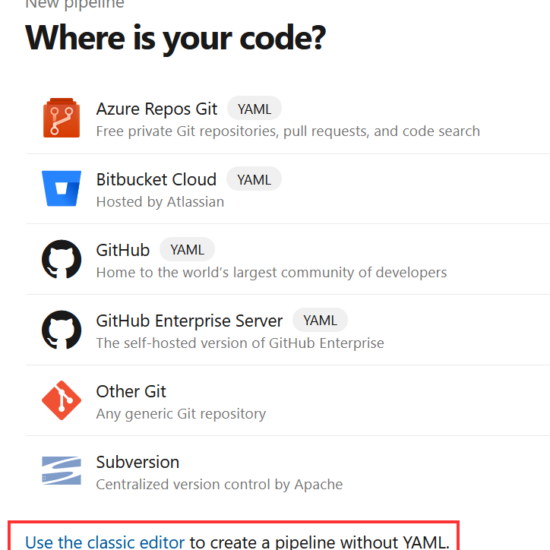 New pipeline
Where is your code?
Azure Repos Git YAML
Free private Git repositories, pull requests, and code search
Bitbucket Cloud YAML
Hosted by Atlassian
GitHub YAML
Home to the world's largest community of developers
GitHub Enterprise Server YAML
The self-hosted version of GitHub Enterprise
Other Git
Any generic Git repository
Subversion
Centralized version control by Apache
Use the classic editor to create a pipeline without YAML.